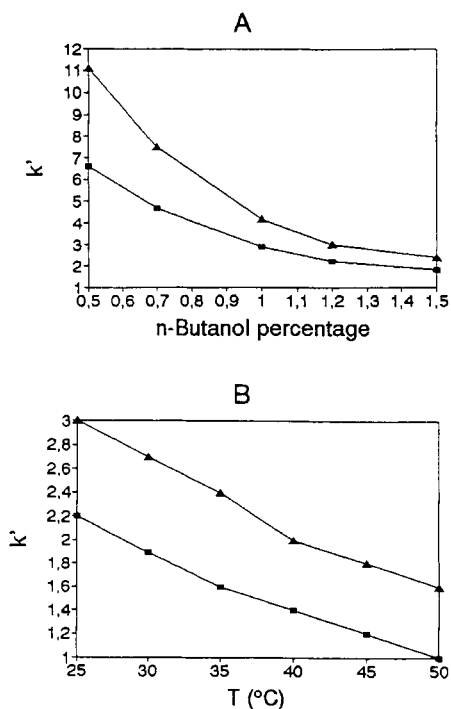 A
12
11
10
9
8
7
6
5
4
3
2
1
k'
0,5 0,6 0,7 0,8 0,9 1 1,1 1,2 1,3 1,4 1,5
n-Butanol percentage
B
3
2,8
2,6
2,4
2,2
2
1,8
1,6
1,4
1,2
1
k'
25 30 35 40 45 50
T (°C)